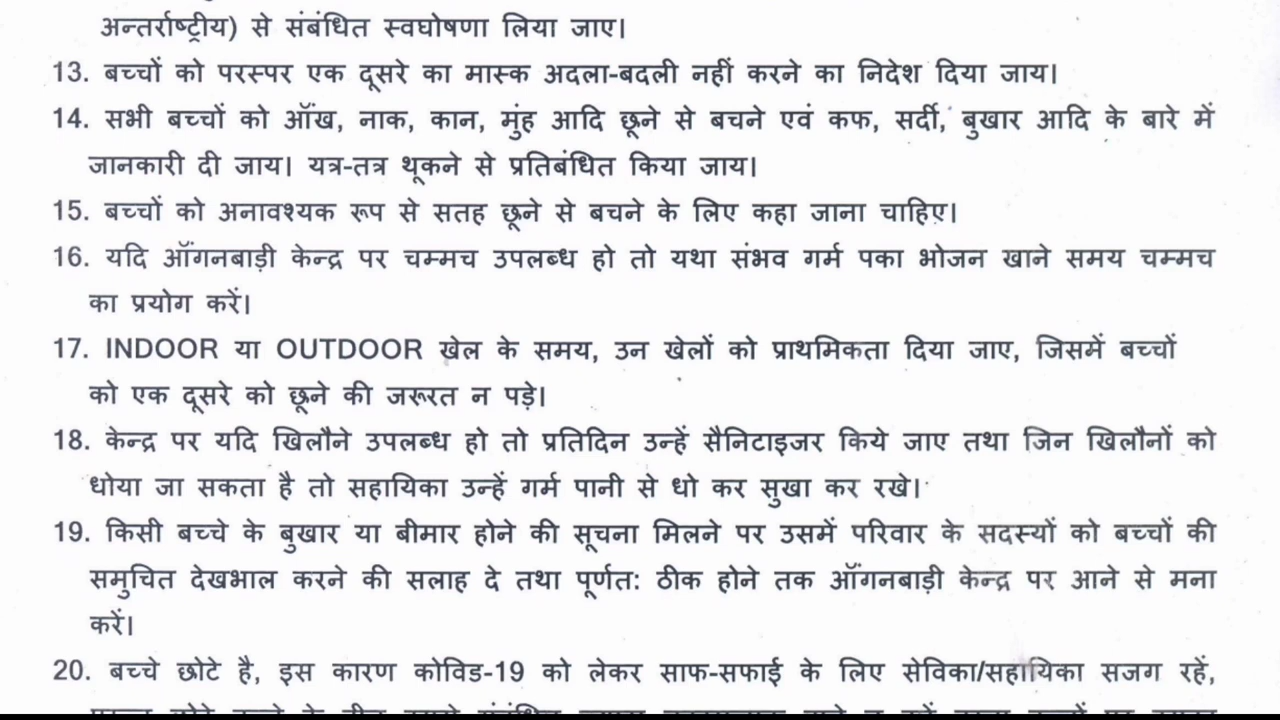 अन्तर्राष्ट्रीय) से संबंधित स्वघोषणा लिया जाए।
13. बच्चों को परस्पर एक दूसरे का मास्क अदला-बदली नहीं करने का निदेश दिया जाय।
14. सभी बच्चों को ऑंख, नाक, कान, मुंह आदि छूने से बचने एवं कफ, सर्दी, बुखार आदि के बारे में
जानकारी दी जाय। यत्र-तत्र थूकने से प्रतिबंधित किया जाय।
15. बच्चों को अनावश्यक रूप से सतह छूने से बचने के लिए कहा जाना चाहिए।
16. यदि ऑंगनबाड़ी केन्द्र पर चम्मच उपलब्ध हो तो यथा संभव गर्म पका भोजन खाने समय चम्मच
का प्रयोग करें।
17. INDOOR या OUTDOOR खेल के समय, उन खेलों को प्राथमिकता दिया जाए, जिसमें बच्चों
को एक दूसरे को छूने की जरूरत न पड़े।
18. केन्द्र पर यदि खिलौने उपलब्ध हो तो प्रतिदिन उन्हें सैनिटाइजर किये जाए तथा जिन खिलौनों को
धोया जा सकता है तो सहायिका उन्हें गर्म पानी से धो कर सुखा कर रखे।
19. किसी बच्चे के बुखार या बीमार होने की सूचना मिलने पर उसमें परिवार के सदस्यों को बच्चों की
समुचित देखभाल करने की सलाह दे तथा पूर्णत: ठीक होने तक ऑंगनबाड़ी केन्द्र पर आने से मना
करें।
20. बच्चे छोटे है, इस कारण कोविड-19 को लेकर साफ-सफाई के लिए सेविका/सहायिका सजग रहें,